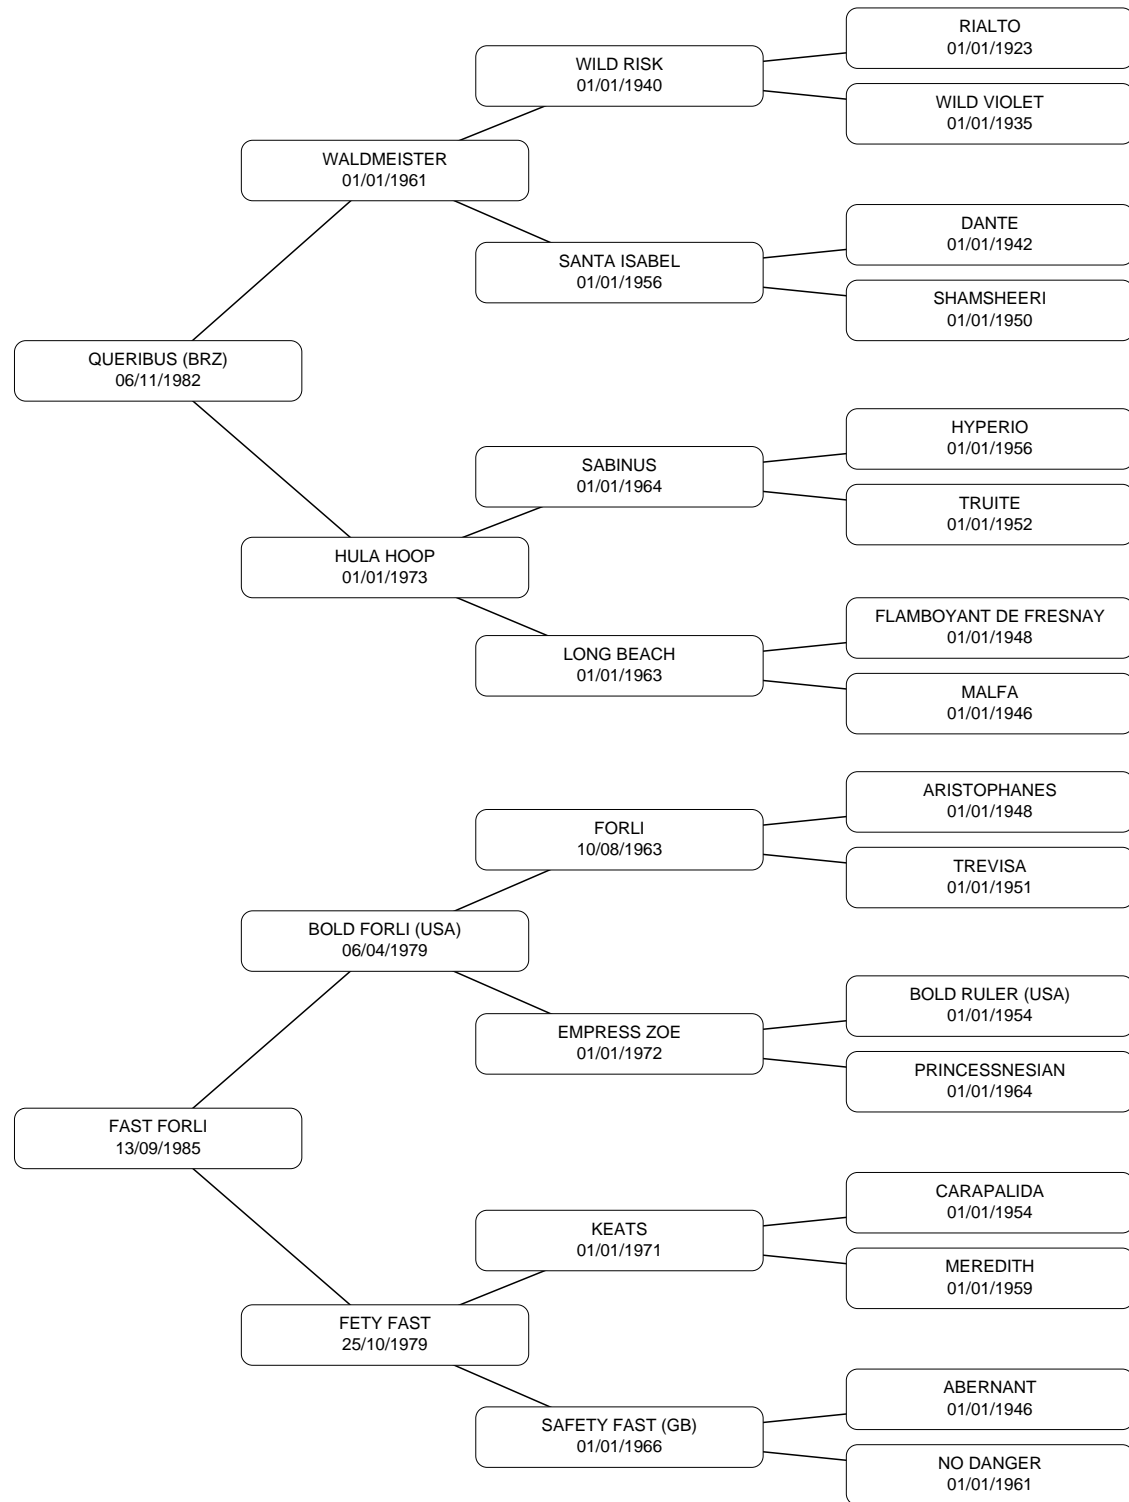 RIALTO
01/01/1923
WILD RISK
01/01/1940
WILD VIOLET
01/01/1935
WALDMEISTER
01/01/1961
DANTE
01/01/1942
SANTA ISABEL
01/01/1956
SHAMSHEERI
01/01/1950
QUERIBUS (BRZ)
06/11/1982
HYPERIO
01/01/1956
SABINUS
01/01/1964
TRUITE
01/01/1952
HULA HOOP
01/01/1973
FLAMBOYANT DE FRESNAY
01/01/1948
LONG BEACH
01/01/1963
MALFA
01/01/1946
ARISTOPHANES
01/01/1948
FORLI
10/08/1963
TREVISA
01/01/1951
BOLD FORLI (USA)
06/04/1979
BOLD RULER (USA)
01/01/1954
EMPRESS ZOE
01/01/1972
PRINCESSNESIAN
01/01/1964
FAST FORLI
13/09/1985
CARAPALIDA
01/01/1954
KEATS
01/01/1971
MEREDITH
01/01/1959
FETY FAST
25/10/1979
ABERNANT
01/01/1946
SAFETY FAST (GB)
01/01/1966
NO DANGER
01/01/1961